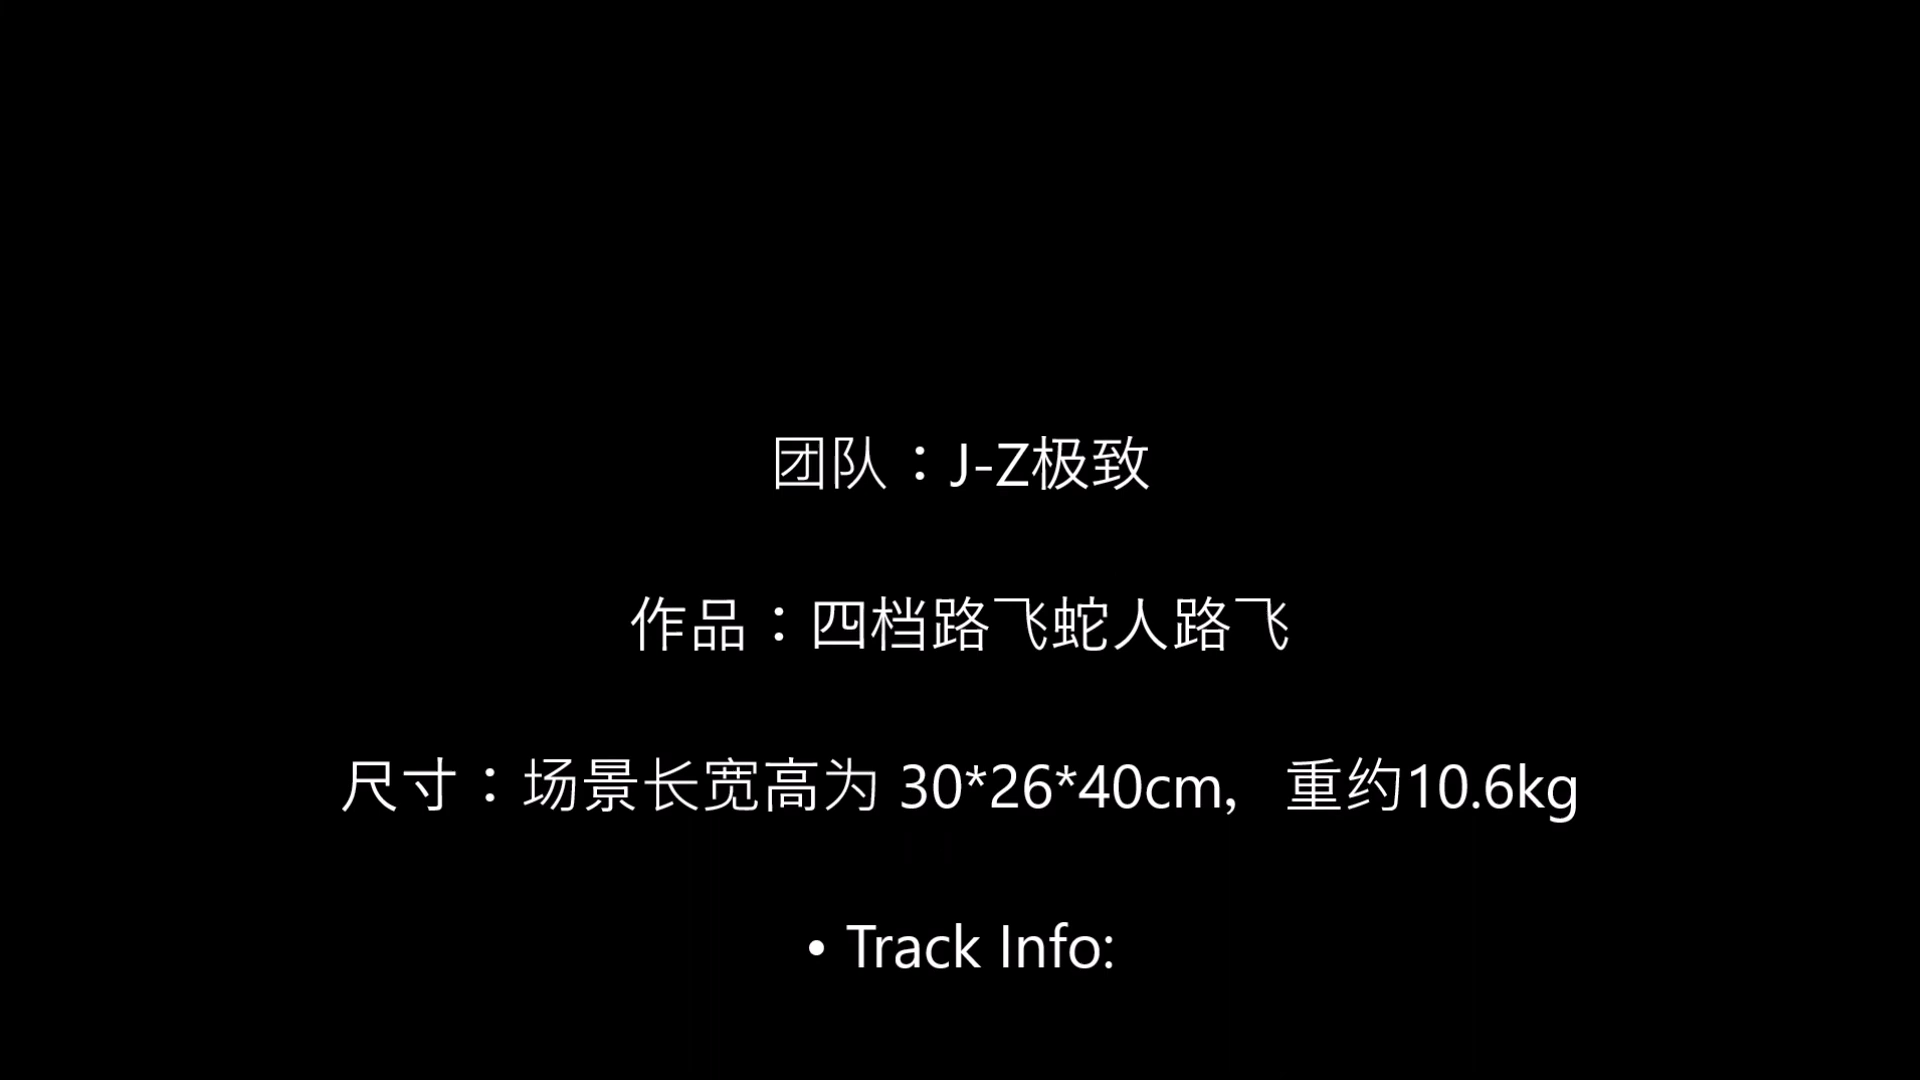 团队：J-Z极致
作品：四档路飞蛇人路飞
尺寸：场景长宽高为 30*26*40cm,  重约10.6kg
• Track Info: